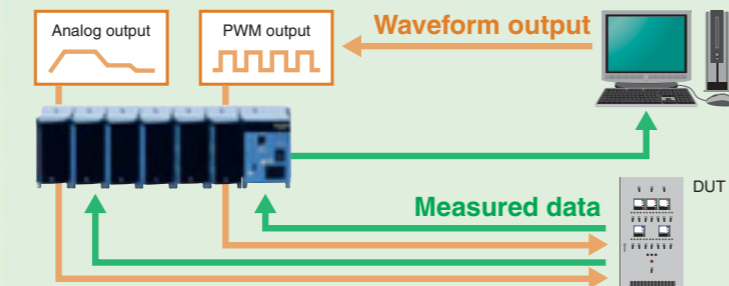 Analog output
PWM output
Waveform output
Measured data
DUT